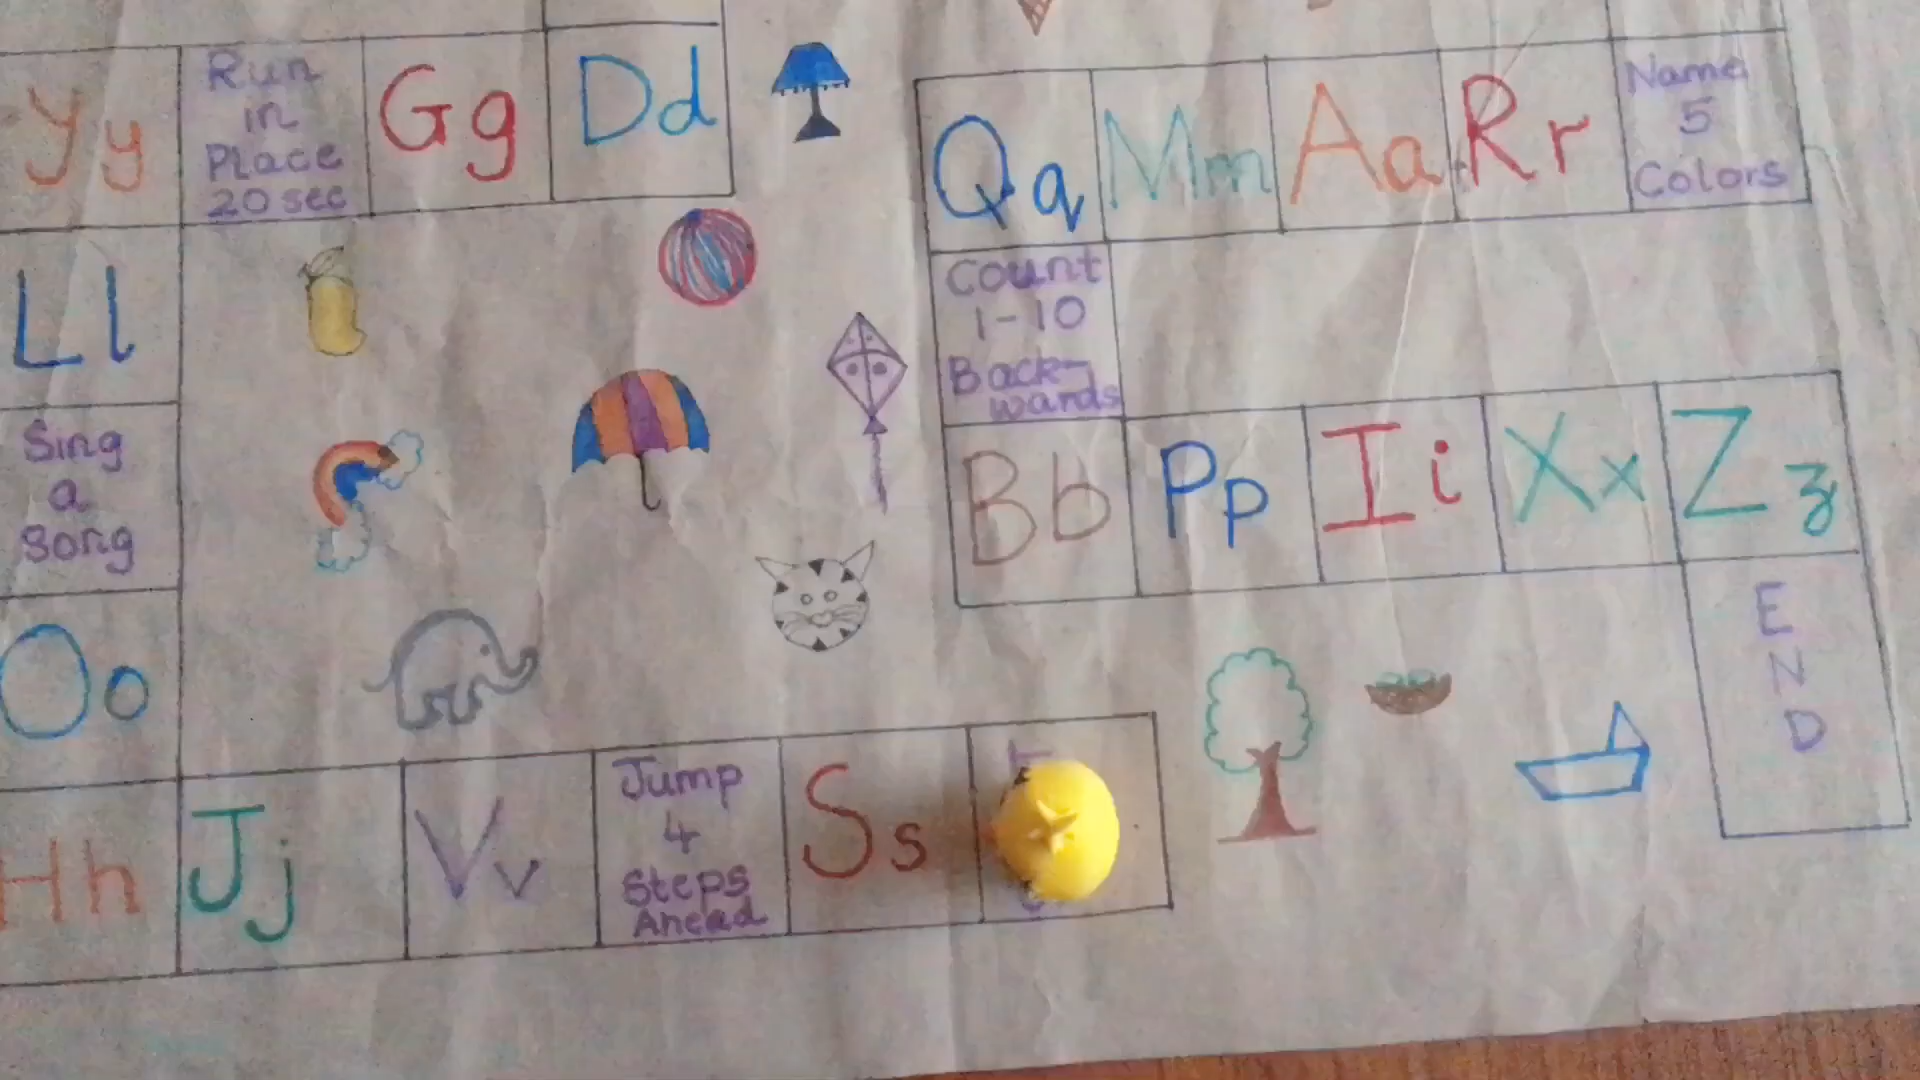 Yy
Run
in
Place
20 sec
Gg
Dd
Qq
Mm
Aa
Rr
Name
5
Colors
Ll
Count
1-10
Back-
wards
Sing
a
Song
Bb
Pp
Ii
Xx
Zz
Oo
E
N
D
Hh
Jj
Vv
Jump
4
Steps
Ahead
Ss